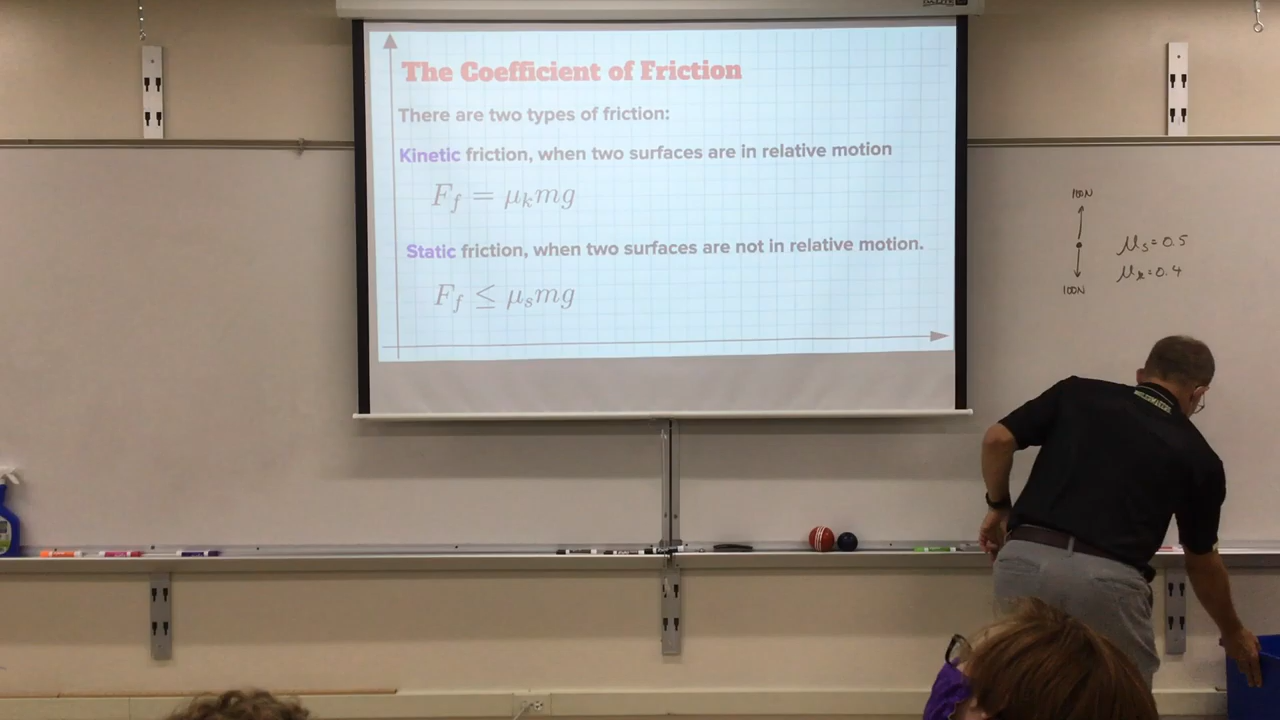 The Coefficient of Friction
There are two types of friction:
Kinetic friction, when two surfaces are in relative motion
F_f = μ_k mg
Static friction, when two surfaces are not in relative motion.
F_f ≤ μ_s mg
100N
μ_s = 0.5
μ_k = 0.4
100N